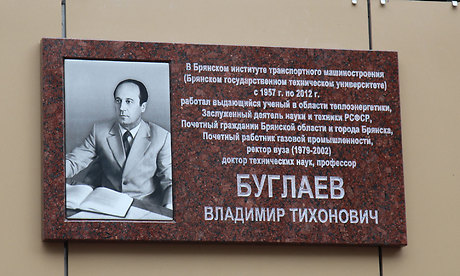 В Брянском институте транспортного машиностроения
(Брянском государственном техническом университете)
с 1957 г. по 2012 г.
работал выдающийся ученый в области теплоэнергетики,
Заслуженный деятель науки и техники РСФСР,
Почетный гражданин Брянской области и города Брянска,
Почетный работник газовой промышленности,
ректор вуза (1979-2002)
доктор технических наук, профессор
БУГЛАЕВ
ВЛАДИМИР ТИХОНОВИЧ